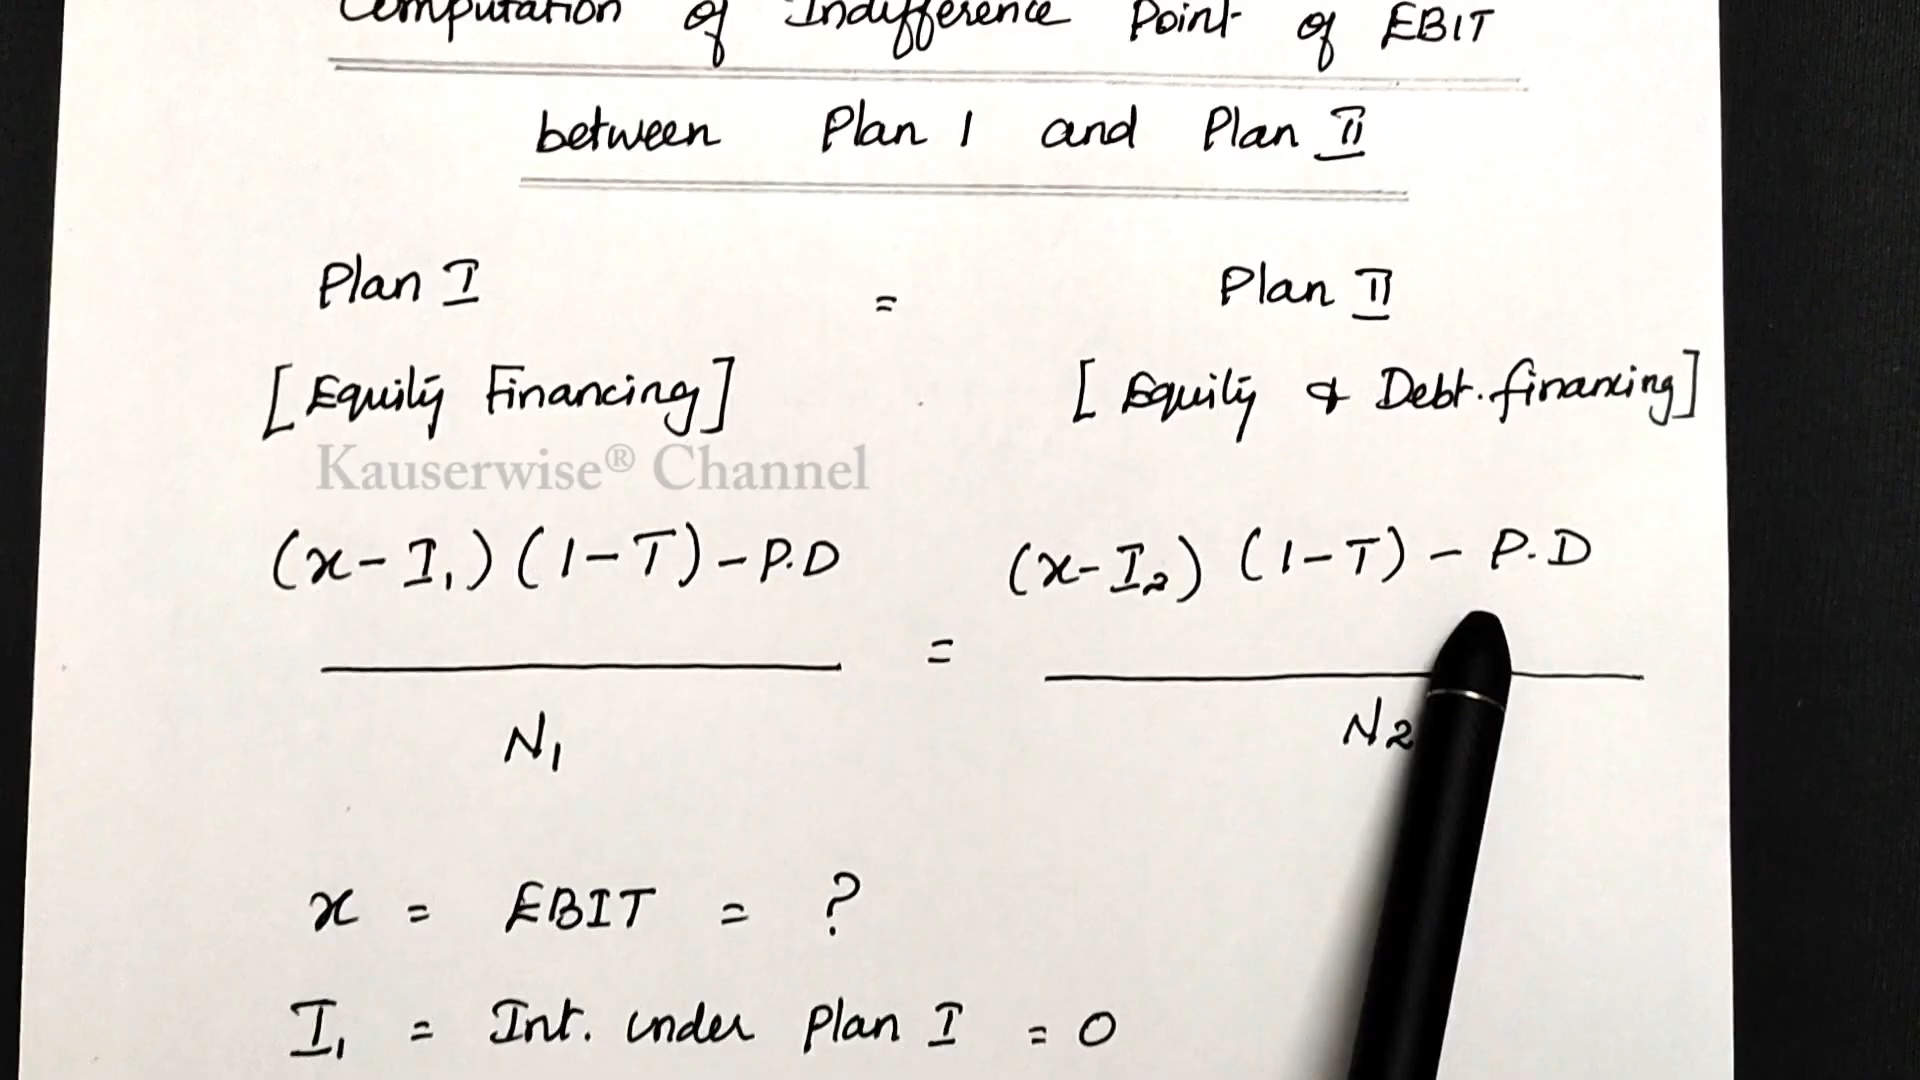 Computation of Indifference Point of EBIT
between Plan I and Plan II
Plan I = Plan II
[Equity Financing] [Equity & Debt. financing]
Kauserwise® Channel
(x-I₁)(1-T)-P.D (x-I₂) (1-T) - P.D
=
N₁ N₂
x = EBIT = ?
I₁ = Int. under Plan I = 0